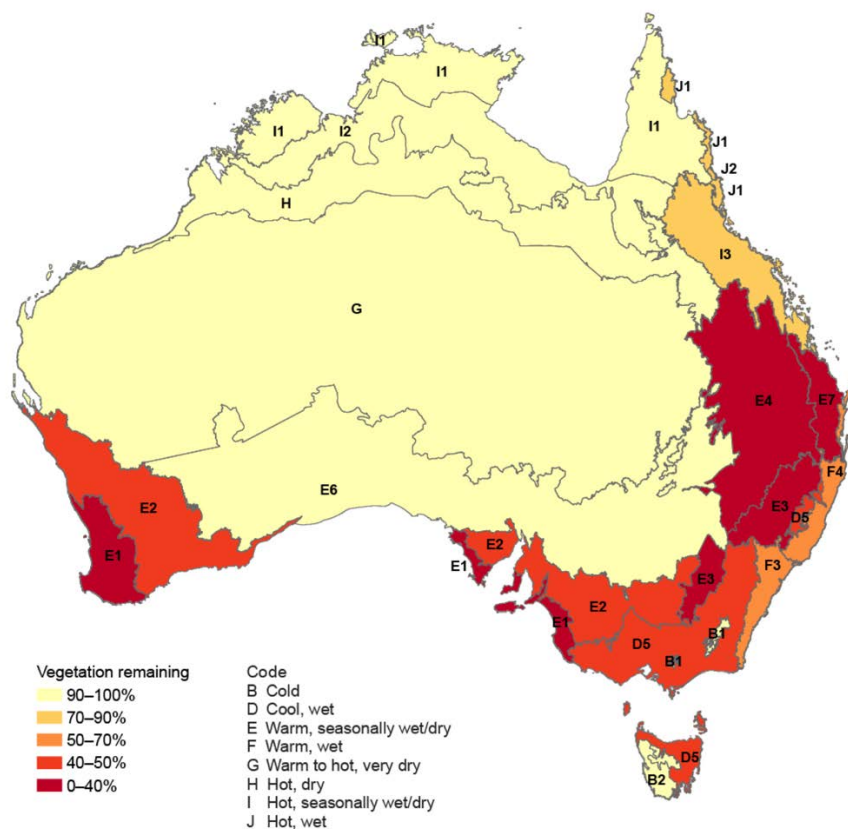 I1
I1
J1
I1
I2
I1
J1
J2
J1
H
I3
G
E4
E7
F4
E6
E2
E3
D5
E1
E2
F3
E1
E3
E2
E1
B1
D5
B1
Vegetation remaining
90–100%
70–90%
50–70%
40–50%
0–40%
Code
B Cold
D Cool, wet
E Warm, seasonally wet/dry
F Warm, wet
G Warm to hot, very dry
H Hot, dry
I Hot, seasonally wet/dry
J Hot, wet
D5
B2